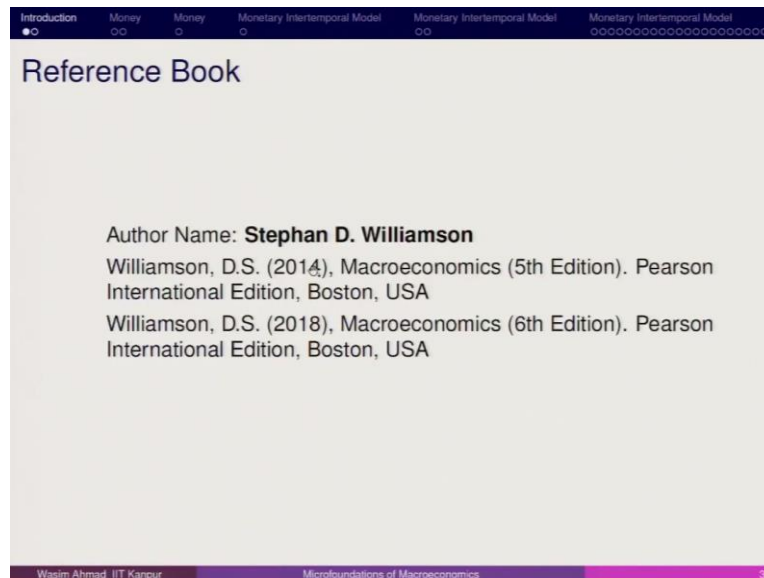 Introduction Money Money Monetary Intertemporal Model Monetary Intertemporal Model Monetary Intertemporal Model
Reference Book
Author Name: Stephan D. Williamson
Williamson, D.S. (2014), Macroeconomics (5th Edition). Pearson
International Edition, Boston, USA
Williamson, D.S. (2018), Macroeconomics (6th Edition). Pearson
International Edition, Boston, USA
Wasim Ahmad IIT Kanpur Microfoundations of Macroeconomics